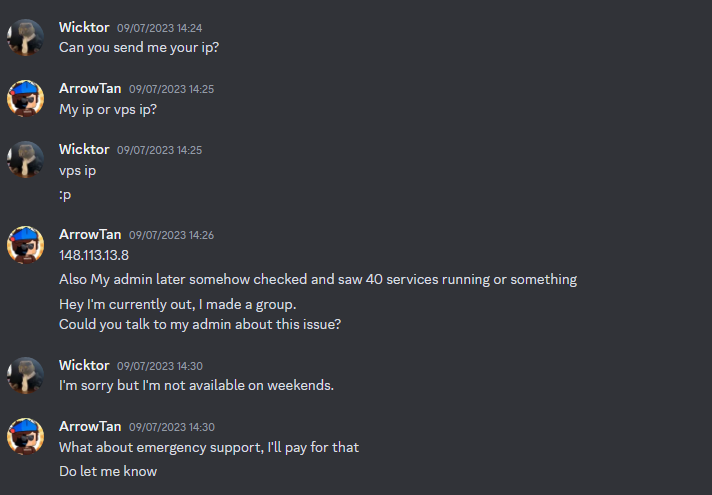 Wicktor 09/07/2023 14:24
Can you send me your ip?
ArrowTan 09/07/2023 14:25
My ip or vps ip?
Wicktor 09/07/2023 14:25
vps ip
:p
ArrowTan 09/07/2023 14:26
148.113.13.8
Also My admin later somehow checked and saw 40 services running or something
Hey I'm currently out, I made a group.
Could you talk to my admin about this issue?
Wicktor 09/07/2023 14:30
I'm sorry but I'm not available on weekends.
ArrowTan 09/07/2023 14:30
What about emergency support, I'll pay for that
Do let me know